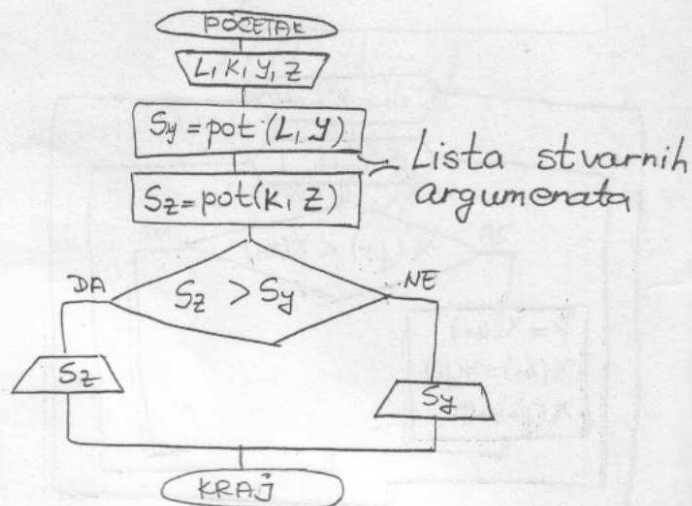 POČETAK
L, K, Y, Z
Sy = pot (L, Y)
Lista stvarnih
argumenata
Sz = pot(K, Z)
DA
Sz > Sy
NE
Sz
Sy
KRAJ